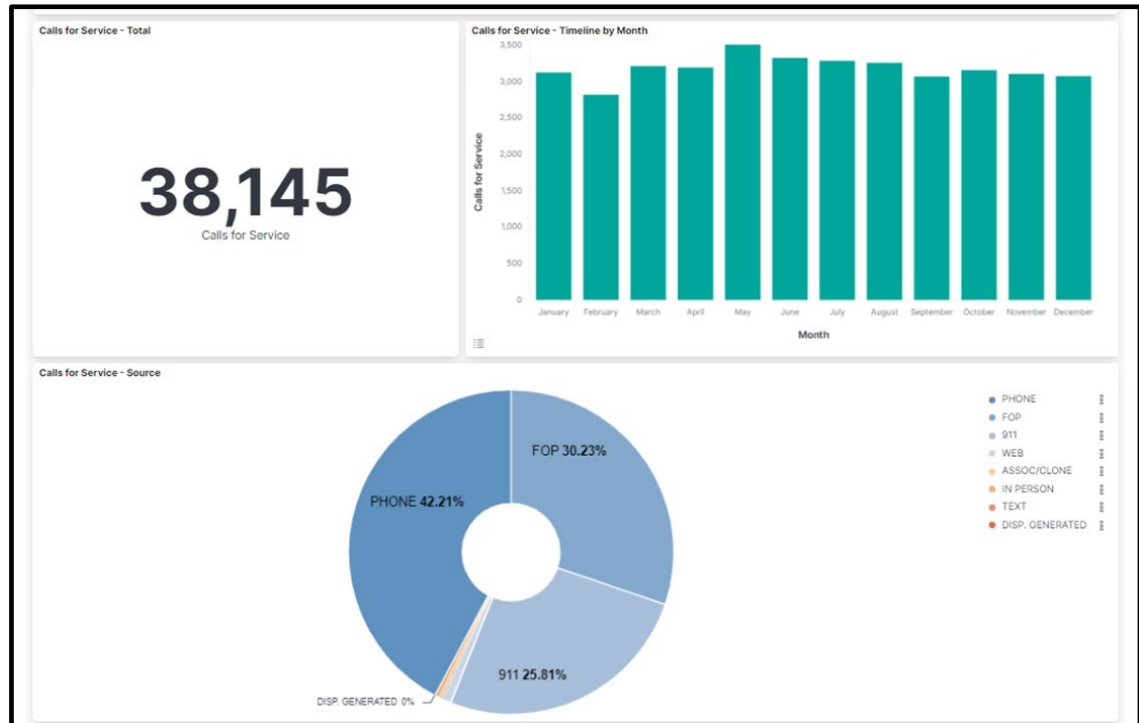 Calls for Service - Total
38,145
Calls for Service
Calls for Service - Timeline by Month
3,500
3,000
2,500
2,000
1,500
1,000
500
0
Calls for Service
January February March April May June July August September October November December
Month
Calls for Service - Source
FOP 30.23%
PHONE 42.21%
911 25.81%
DISP. GENERATED 0%
PHONE
FOP
911
WEB
ASSOC/CLONE
IN PERSON
TEXT
DISP. GENERATED